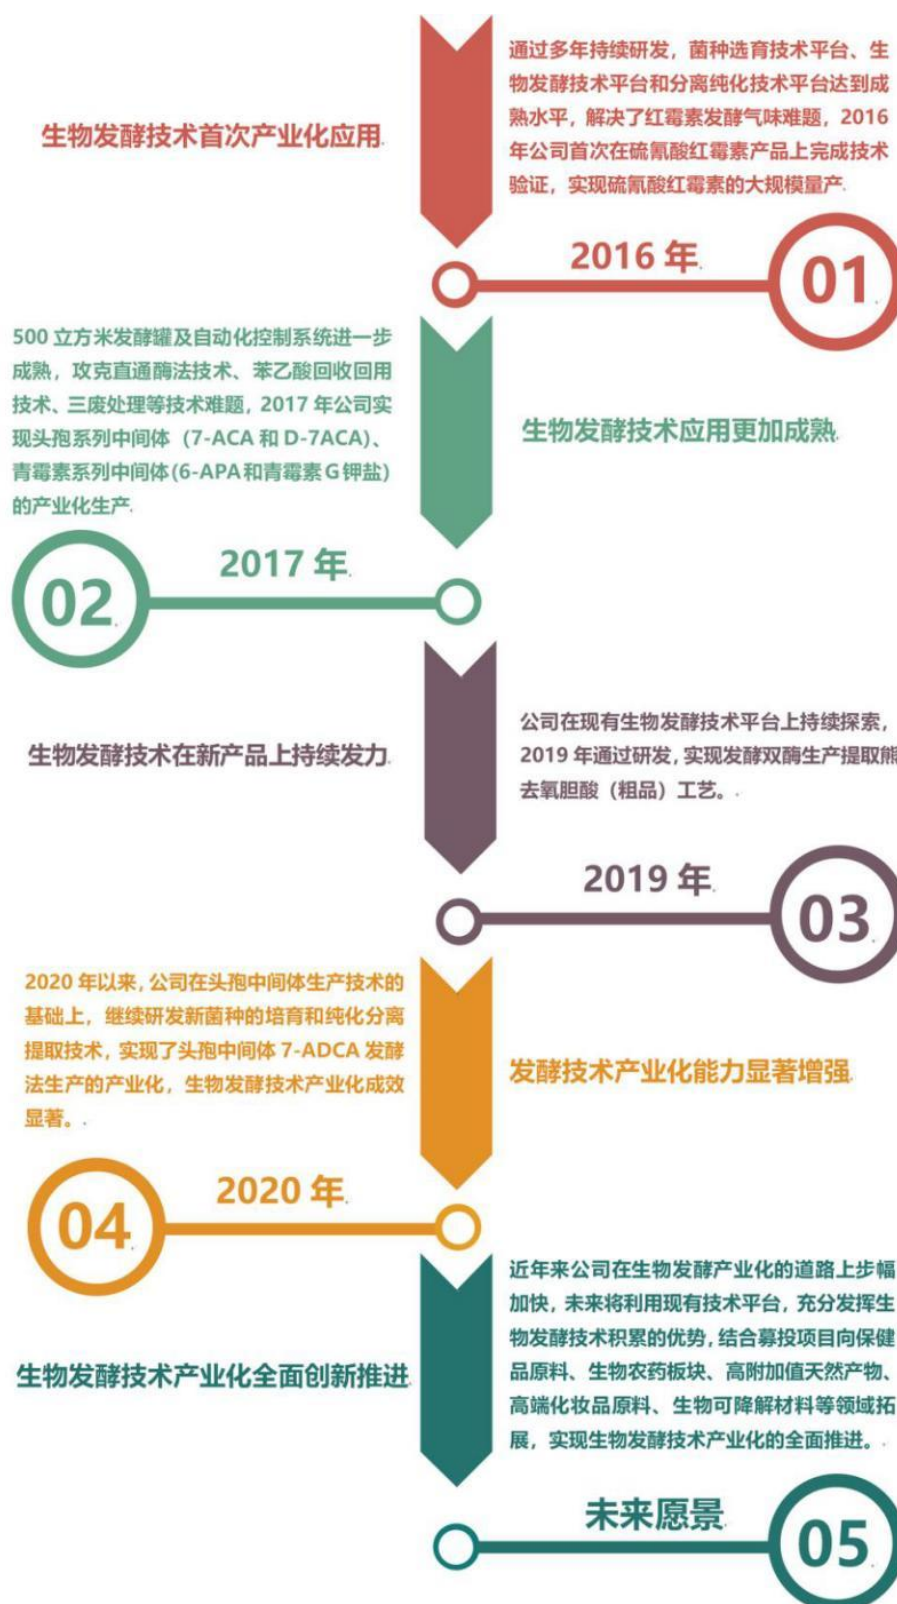 生物发酵技术首次产业化应用
通过多年持续研发，菌种选育技术平台、生
物发酵技术平台和分离纯化技术平台达到成
熟水平，解决了红霉素发酵气味难题，2016
年公司首次在硫氰酸红霉素产品上完成技术
验证，实现硫氰酸红霉素的大规模量产
2016 年
01
500 立方米发酵罐及自动化控制系统进一步
成熟，攻克直通酶法技术、苯乙酸回收回用
技术、三废处理等技术难题，2017 年公司实
现头孢系列中间体（7-ACA 和 D-7ACA）、
青霉素系列中间体(6-APA和青霉素G钾盐)
的产业化生产
生物发酵技术应用更加成熟
2017 年
02
生物发酵技术在新产品上持续发力
公司在现有生物发酵技术平台上持续探索，
2019 年通过研发，实现发酵双酶生产提取熊
去氧胆酸（粗品）工艺。
2019 年
03
2020 年以来，公司在头孢中间体生产技术的
基础上，继续研发新菌种的培育和纯化分离
提取技术，实现了头孢中间体 7-ADCA 发酵
法生产的产业化，生物发酵技术产业化成效
显著。
发酵技术产业化能力显著增强
2020 年
04
生物发酵技术产业化全面创新推进
近年来公司在生物发酵产业化的道路上步幅
加快，未来将利用现有技术平台，充分发挥生
物发酵技术积累的优势，结合募投项目向保健
品原料、生物农药板块、高附加值天然产物、
高端化妆品原料、生物可降解材料等领域拓
展，实现生物发酵技术产业化的全面推进。
未来愿景
05